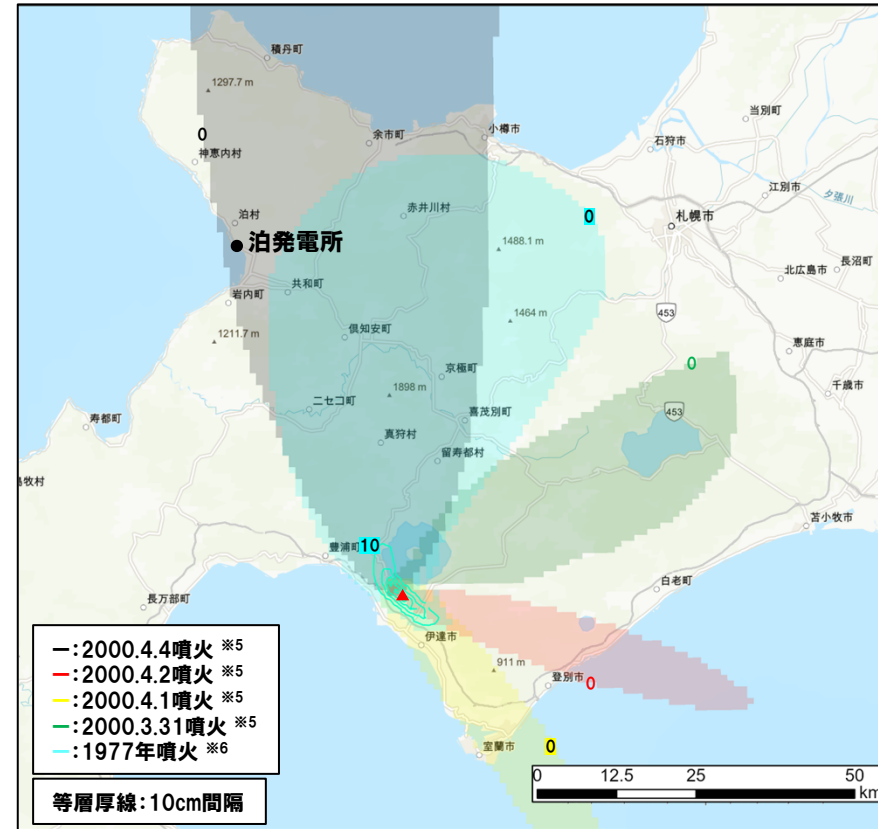 積丹町
1297.7 m
当別町
0
余市町
小樽市
石狩市
神恵内村
江別市
夕張川
泊村
赤井川村
0
札幌市
泊発電所
1488.1 m
長沼町
北広島市
共和町
岩内町
453
1464 m
1211.7 m
倶知安町
恵庭市
0
京極町
千歳市
1898 m
ニセコ町
453
寿都町
喜茂別町
真狩村
留寿都村
牧村
苫小牧市
豊浦町
10
白老町
長万部町
伊達市
911 m
登別市
0
室蘭市
0
ー:2000.4.4噴火 ※5
ー:2000.4.2噴火 ※5
ー:2000.4.1噴火 ※5
ー:2000.3.31噴火 ※5
ー:1977年噴火 ※6
等層厚線:10cm間隔
0 12.5 25 50
km